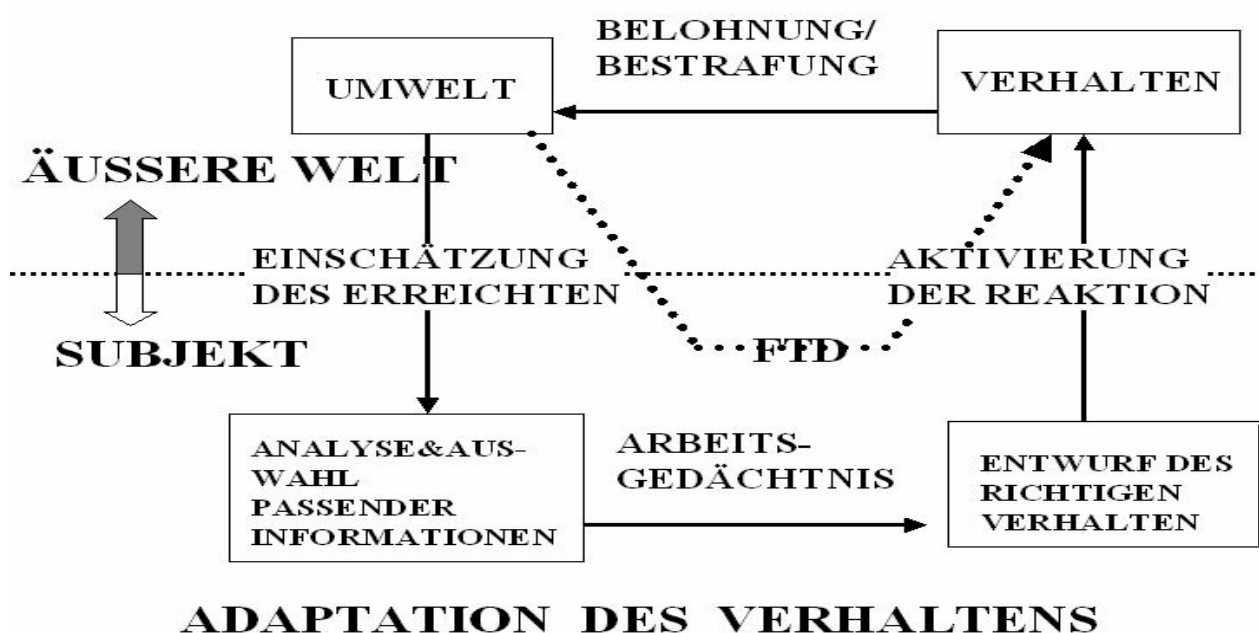 BELOHNUNG/
BESTRAFUNG
UMWELT
VERHALTEN
ÄUSSERE WELT
EINSCHÄTZUNG
DES ERREICHTEN
AKTIVIERUNG
DER REAKTION
SUBJEKT
FTD
ANALYSE&AUS-
WAHL
PASSENDER
INFORMATIONEN
ARBEITS-
GEDÄCHTNIS
ENTWURF DES
RICHTIGEN
VERHALTEN
ADAPTATION DES VERHALTENS